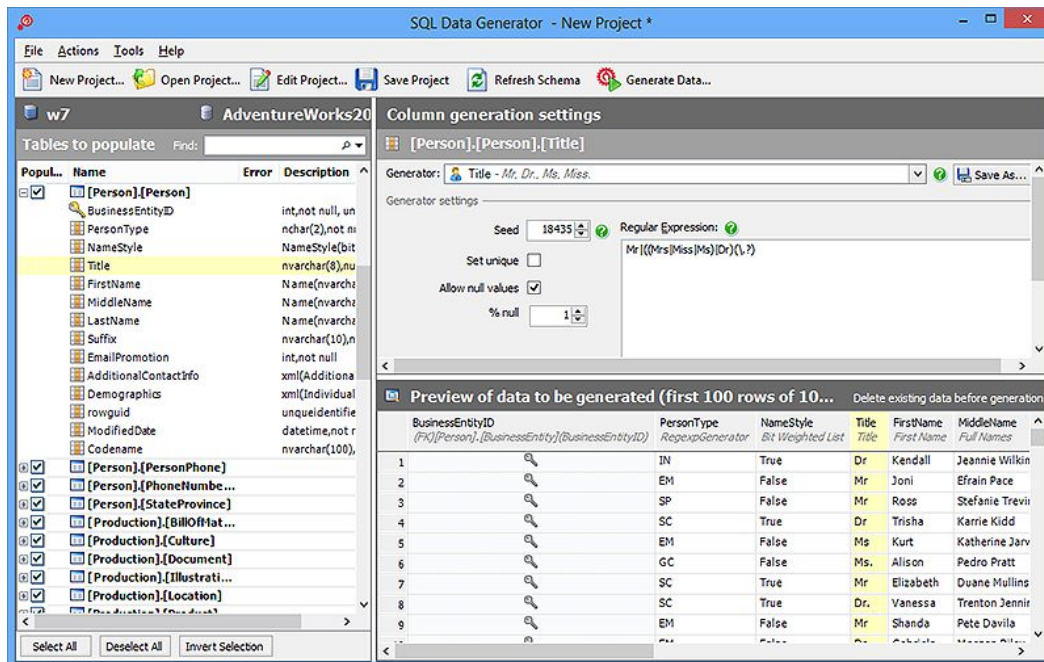 SQL Data Generator - New Project *
File Actions Tools Help
New Project... Open Project... Edit Project... Save Project Refresh Schema Generate Data...
w7 AdventureWorks20
Tables to populate Find:
Popul... Name Error Description
[Person].[Person]
BusinessEntityID int,not null, un
PersonType nchar(2),not nu
NameStyle NameStyle(bit
Title nvarchar(8),nu
FirstName Name(nvarcha
MiddleName Name(nvarcha
LastName Name(nvarcha
Suffix nvarchar(10),n
EmailPromotion int,not null
AdditionalContactInfo xml(Additiona
Demographics xml(Individual
rowguid uniqueidentifie
ModifiedDate datetime,not r
Codename nvarchar(100),
[Person].[PersonPhone]
[Person].[PhoneNumbe...
[Person].[StateProvince]
[Production].[BillOfMat...
[Production].[Culture]
[Production].[Document]
[Production].[Illustrati...
[Production].[Location]
Select All Deselect All Invert Selection
Column generation settings
[Person].[Person].[Title]
Generator: Title - Mr, Dr., Ms, Miss. Save As...
Generator settings
Seed 18435 Regular Expression:
Mr|((Mrs|Miss|Ms)|Dr)(\.?)
Set unique
Allow null values
% null 1
Preview of data to be generated (first 100 rows of 10... Delete existing data before generation
BusinessEntityID PersonType NameStyle Title FirstName MiddleName
(FK)[Person].[BusinessEntity](BusinessEntityID) RegexpGenerator Bit Weighted List Title First Name Full Names
1 IN True Dr Kendall Jeannie Wilkin
2 EM False Mr Joni Efrain Pace
3 SP False Mr Ross Stefanie Trevi
4 SC True Dr Trisha Karrie Kidd
5 EM False Ms Kurt Katherine Jarv
6 GC False Ms. Alison Pedro Pratt
7 SC True Mr Elizabeth Duane Mullins
8 SC True Dr. Vanessa Trenton Jennir
9 EM False Mr Shanda Pete Davila